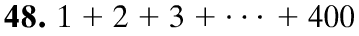 48. 1 + 2 + 3 + · · · + 400